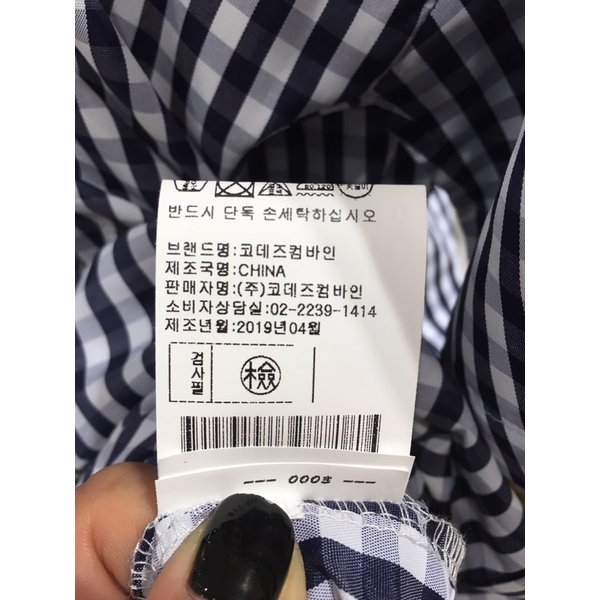 반드시 단독 손세탁하십시오
브랜드명:코데즈컴바인
제조국명:CHINA
판매자명:(주)코데즈컴바인
소비자상담실:02-2239-1414
제조년월:2019년04월
검사필
檢